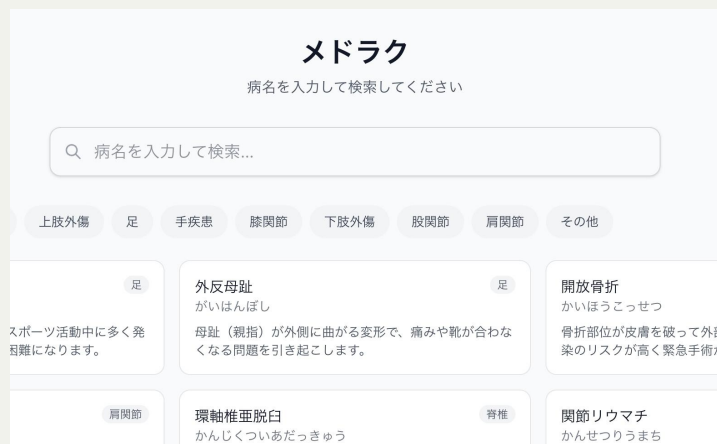 メドラク
病名を入力して検索してください
病名を入力して検索...
上肢外傷 足 手疾患 膝関節 下肢外傷 股関節 肩関節 その他
足
スポーツ活動中に多く発
困難になります。
外反母趾 足
がいはんぼし
母趾（親指）が外側に曲がる変形で、痛みや靴が合わな
くなる問題を引き起こします。
開放骨折
かいほうこっせつ
骨折部位が皮膚を破って外
染のリスクが高く緊急手術
肩関節
環軸椎亜脱臼 脊椎
かんじくついあだっきゅう
関節リウマチ
かんせつりうまち